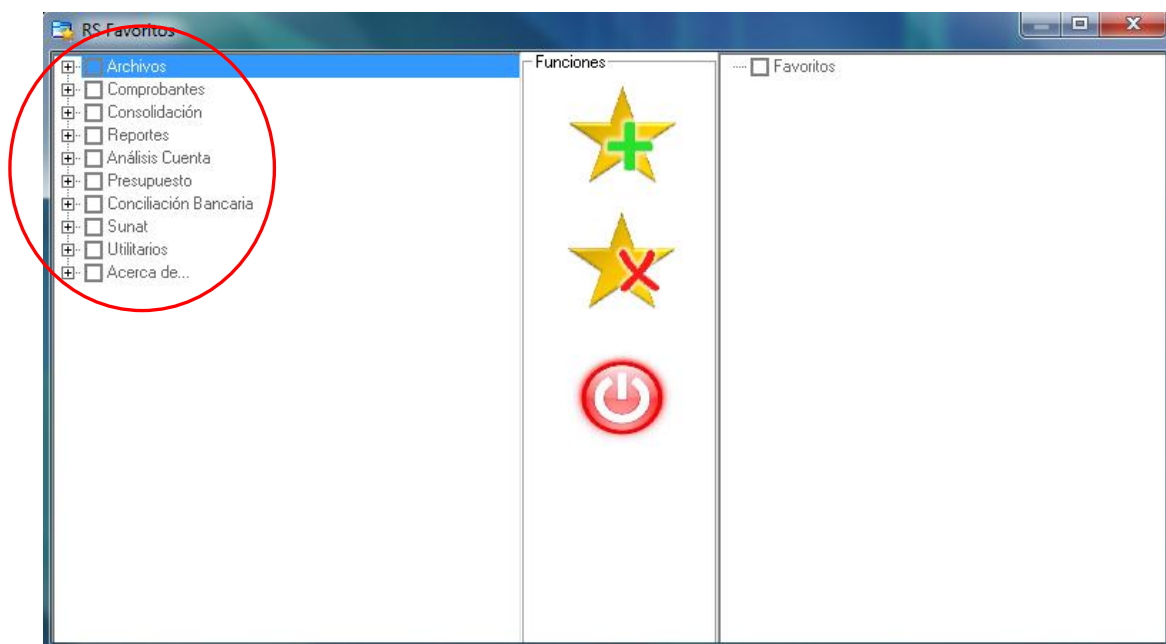 RS Favoritos
Archivos
Comprobantes
Consolidación
Reportes
Análisis Cuenta
Presupuesto
Conciliación Bancaria
Sunat
Utilitarios
Acerca de...
Funciones
Favoritos